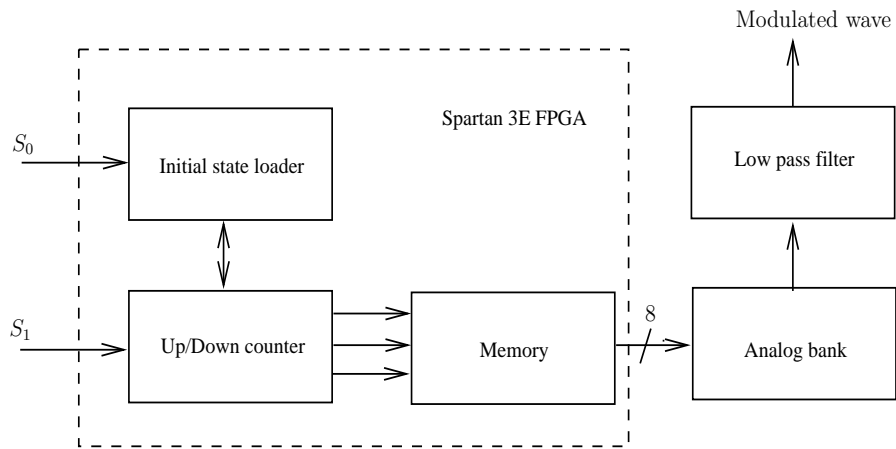 Modulated wave
Spartan 3E FPGA
S0
Initial state loader
Low pass filter
S1
Up/Down counter
Memory
8
Analog bank